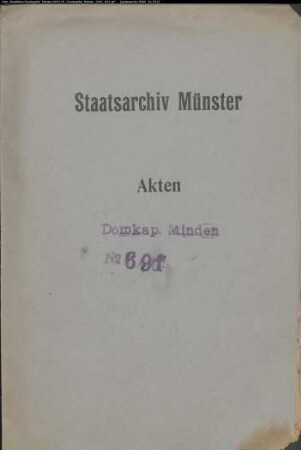 Staatsarchiv Münster
Akten
Domkap. Minden
№ 691